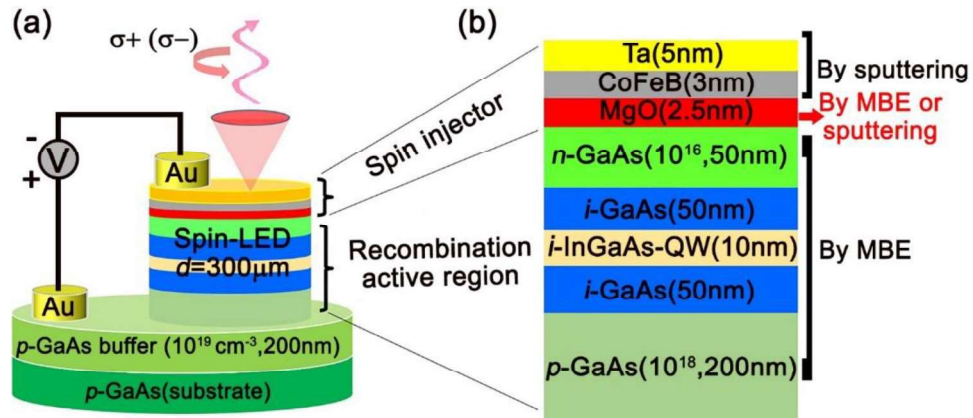 (a)
σ+ (σ−)
-
V
+
Au
Au
Spin-LED
d=300μm
p-GaAs buffer (10¹⁹ cm⁻³,200nm)
p-GaAs(substrate)
Spin injector
Recombination
active region
(b)
Ta(5nm)
CoFeB(3nm)
MgO(2.5nm)
n-GaAs(10¹⁶,50nm)
i-GaAs(50nm)
i-InGaAs-QW(10nm)
i-GaAs(50nm)
p-GaAs(10¹⁸,200nm)
By sputtering
By MBE or
sputtering
By MBE